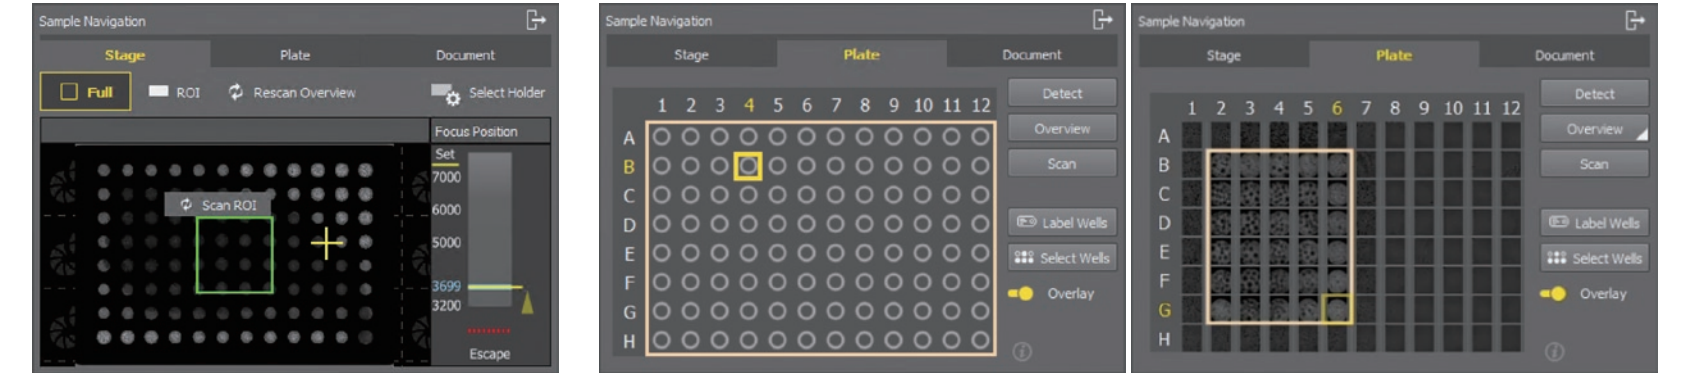 Sample Navigation
Stage Plate Document
Full ROI Rescan Overview Select Holder
Focus Position
Set
7000
Scan ROI
6000
5000
3699
3200
Escape
Sample Navigation
Stage Plate Document
Detect
1 2 3 4 5 6 7 8 9 10 11 12
Overview
A
B
Scan
C
D
Label Wells
E
Select Wells
F
Overlay
G
H
i
Sample Navigation
Stage Plate Document
Detect
1 2 3 4 5 6 7 8 9 10 11 12
Overview
A
B
Scan
C
D
Label Wells
E
Select Wells
F
Overlay
G
H
i